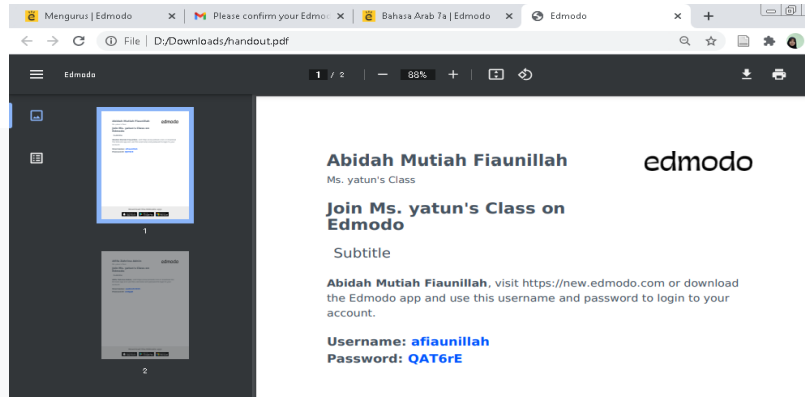 Mengurus | Edmodo
Please confirm your Edmo
Bahasa Arab 7a | Edmodo
Edmodo
File | D:/Downloads/handout.pdf
Edmodo
1 / 2
88%
Abidah Mutiah Fiaunillah
edmodo
Ms. yatun's Class
Join Ms. yatun's Class on
Edmodo
Subtitle
Abidah Mutiah Fiaunillah, visit https://new.edmodo.com or download
the Edmodo app and use this username and password to login to your
account.
Username: afiaunillah
Password: QAT6rE
1
2